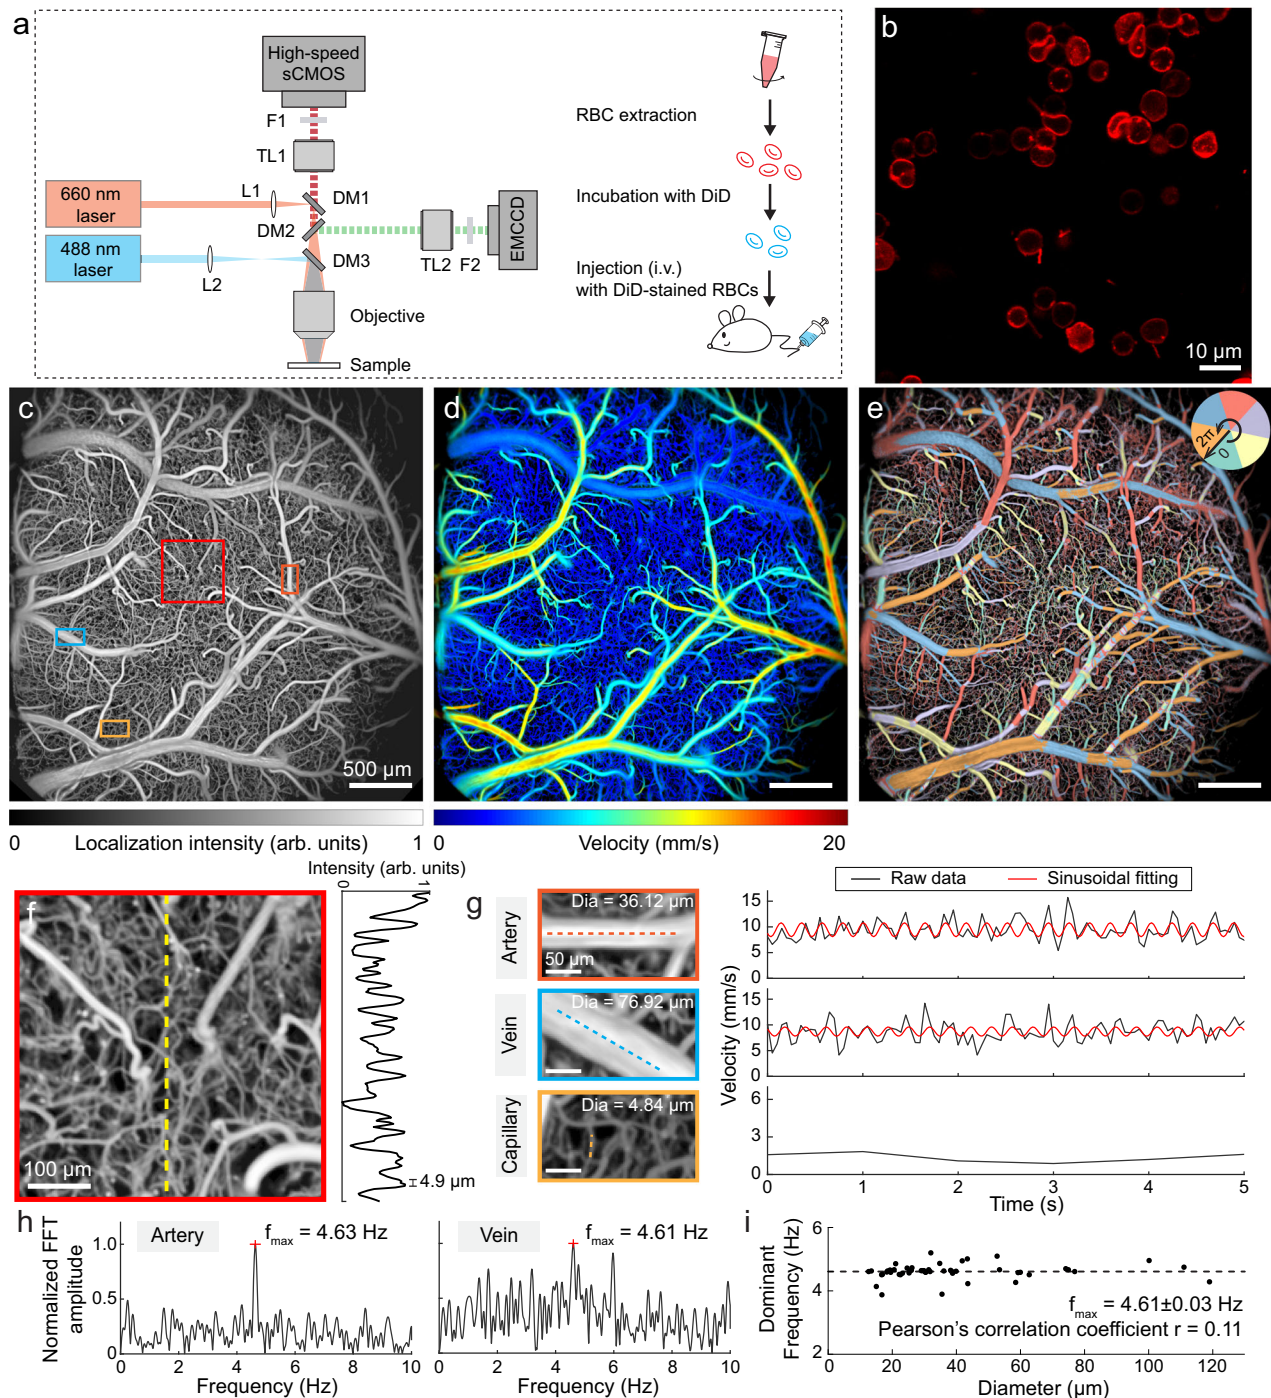 a
High-speed
sCMOS
F1
TL1
L1
DM1
660 nm
laser
DM2
488 nm
laser
L2
DM3
TL2
F2
EMCCD
Objective
Sample
RBC extraction
Incubation with DiD
Injection (i.v.)
with DiD-stained RBCs
b
10 µm
c
500 µm
d
e
2π
0
0
Localization intensity (arb. units)
1
0
Velocity (mm/s)
20
f
100 µm
Intensity (arb. units)
0
1
4.9 µm
g
Artery
Dia = 36.12 µm
50 µm
Vein
Dia = 76.92 µm
Capillary
Dia = 4.84 µm
Raw data
Sinusoidal fitting
Velocity (mm/s)
15
10
5
0
15
10
5
0
6
3
0
0
1
2
3
4
5
Time (s)
h
Normalized FFT
amplitude
Artery
f_max = 4.63 Hz
1.0
0.5
0
0
2
4
6
8
10
Frequency (Hz)
Vein
f_max = 4.61 Hz
0
2
4
6
8
10
Frequency (Hz)
i
Dominant
Frequency (Hz)
6
4
2
f_max = 4.61±0.03 Hz
Pearson's correlation coefficient r = 0.11
0
20
40
60
80
100
120
Diameter (µm)